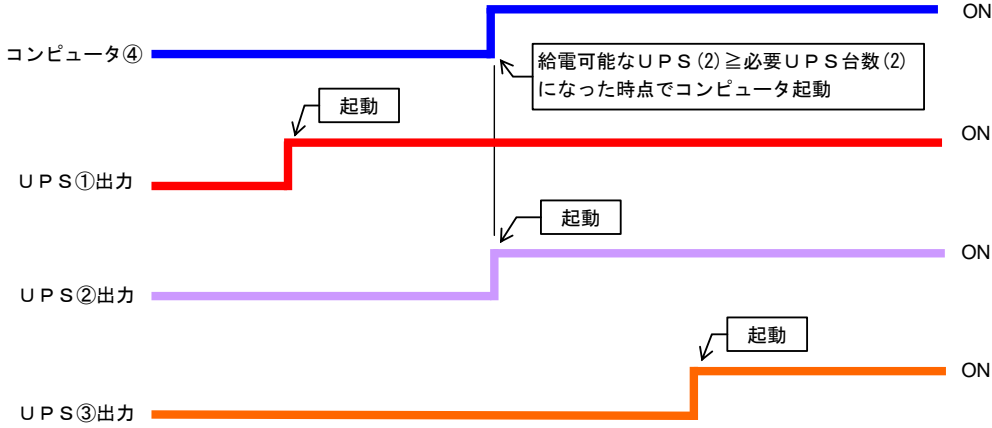 ON
コンピュータ④
給電可能なＵＰＳ(2)≧必要ＵＰＳ台数(2)
になった時点でコンピュータ起動
起動
ON
ＵＰＳ①出力
起動
ON
ＵＰＳ②出力
起動
ON
ＵＰＳ③出力